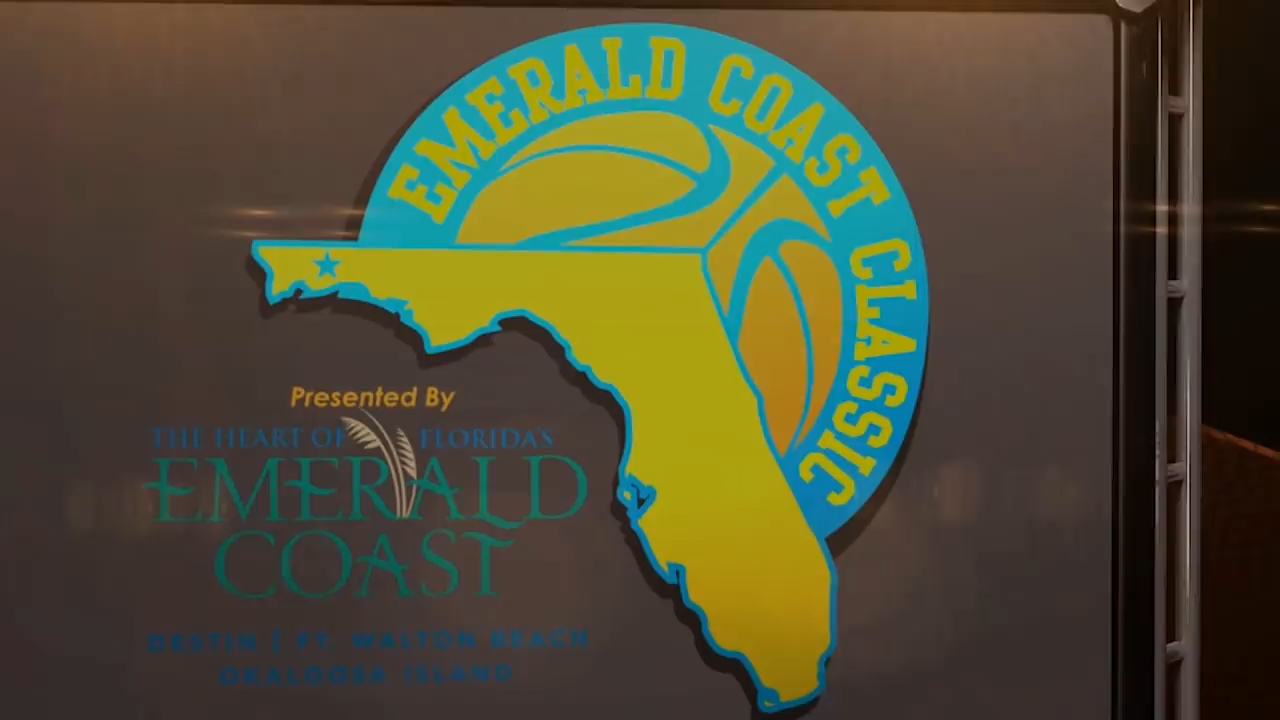 EMERALD COAST CLASSIC
Presented By
THE HEART OF FLORIDA'S
EMERALD
COAST
DESTIN | FT. WALTON BEACH
OKALOOSA ISLAND